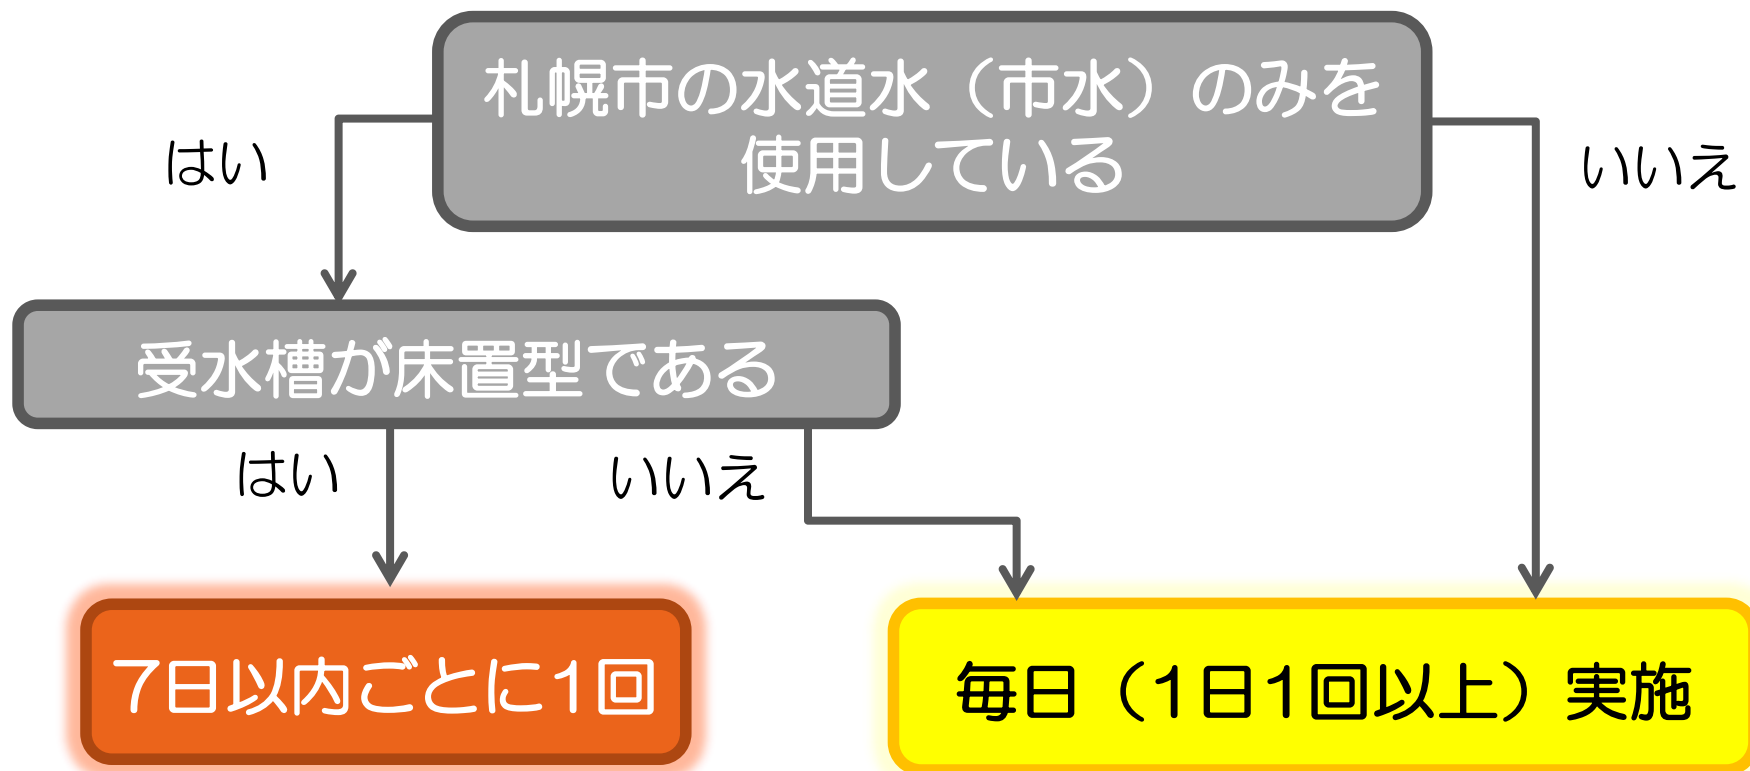 札幌市の水道水（市水）のみを
使用している
はい
いいえ
受水槽が床置型である
はい
いいえ
7日以内ごとに1回
毎日（1日1回以上）実施